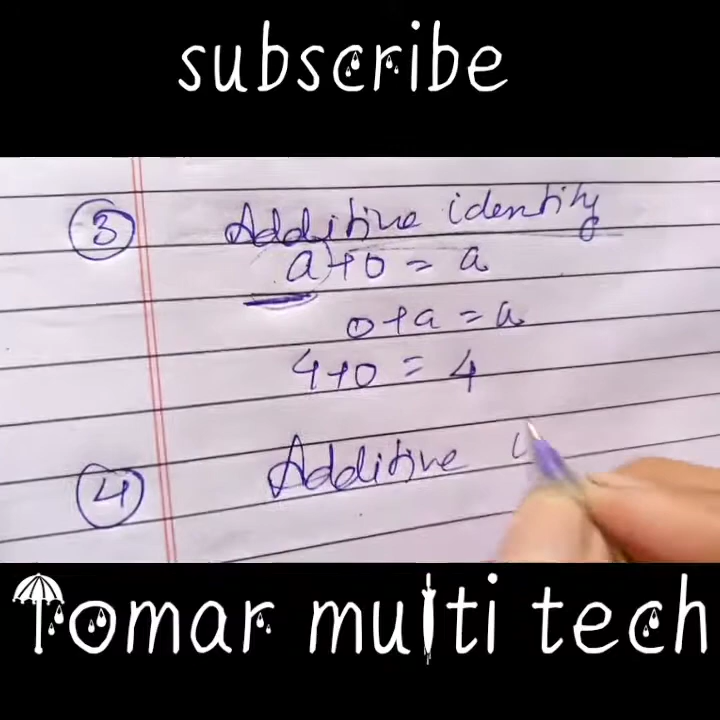 subscribe
3 Additive identity
a+0 = a
0+a = a
4+0 = 4
4 Additive
Tomar multi tech